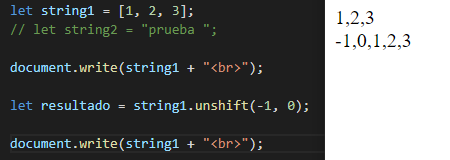 let string1 = [1, 2, 3];
// let string2 = "prueba ";
document.write(string1 + "<br>");
let resultado = string1.unshift(-1, 0);
document.write(string1 + "<br>");
1,2,3
-1,0,1,2,3